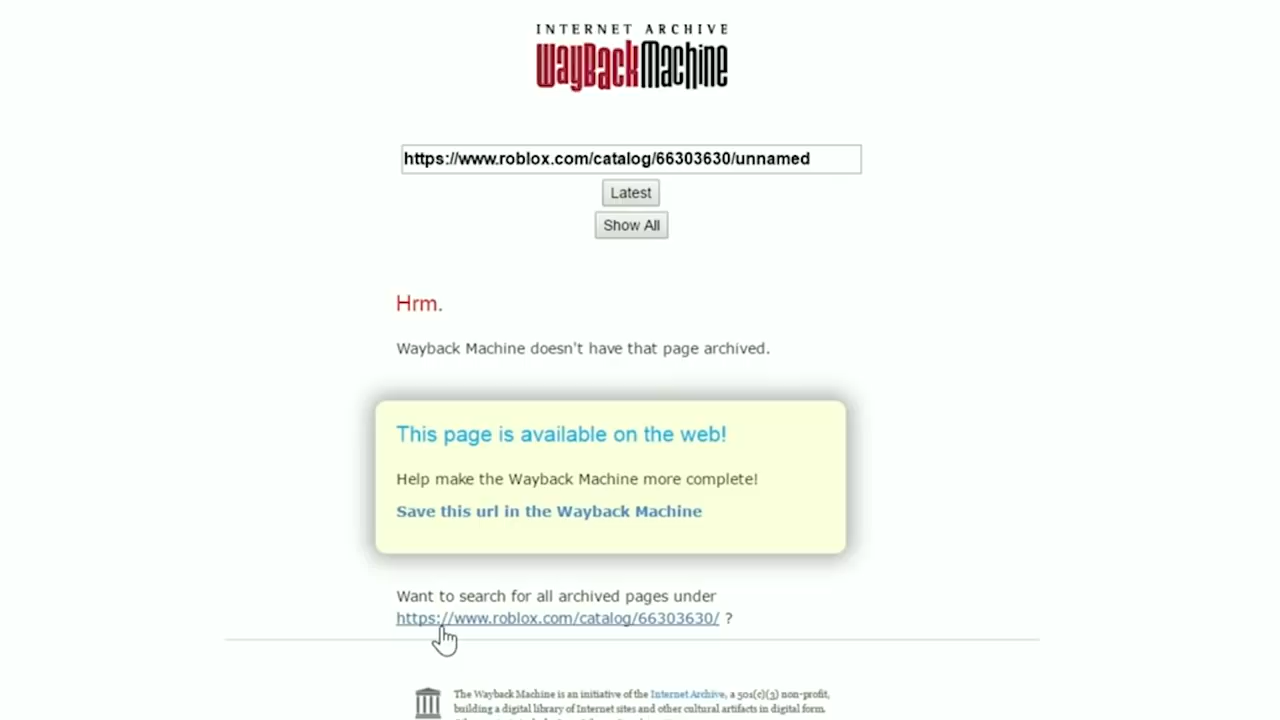 INTERNET ARCHIVE
WayBackMachine
https://www.roblox.com/catalog/66303630/unnamed
Latest
Show All
Hrm.
Wayback Machine doesn't have that page archived.
This page is available on the web!
Help make the Wayback Machine more complete!
Save this url in the Wayback Machine
Want to search for all archived pages under
https://www.roblox.com/catalog/66303630/ ?
The Wayback Machine is an initiative of the Internet Archive, a 501(c)(3) non-profit,
building a digital library of Internet sites and other cultural artifacts in digital form.